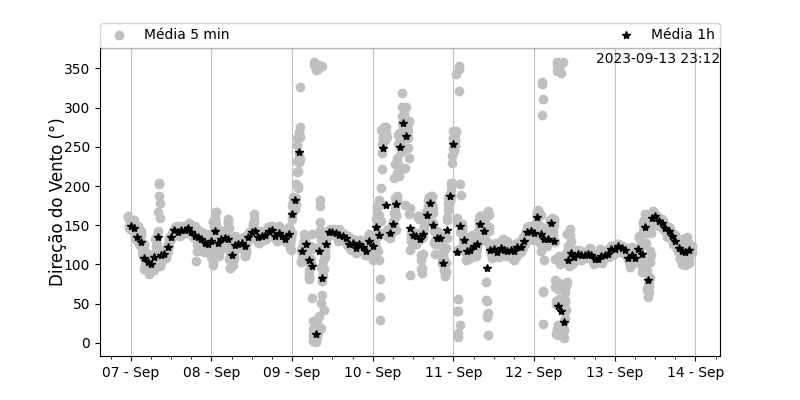 Média 5 min
Média 1h
2023-09-13 23:12
Direção do Vento (°)
350
300
250
200
150
100
50
0
07 - Sep
08 - Sep
09 - Sep
10 - Sep
11 - Sep
12 - Sep
13 - Sep
14 - Sep